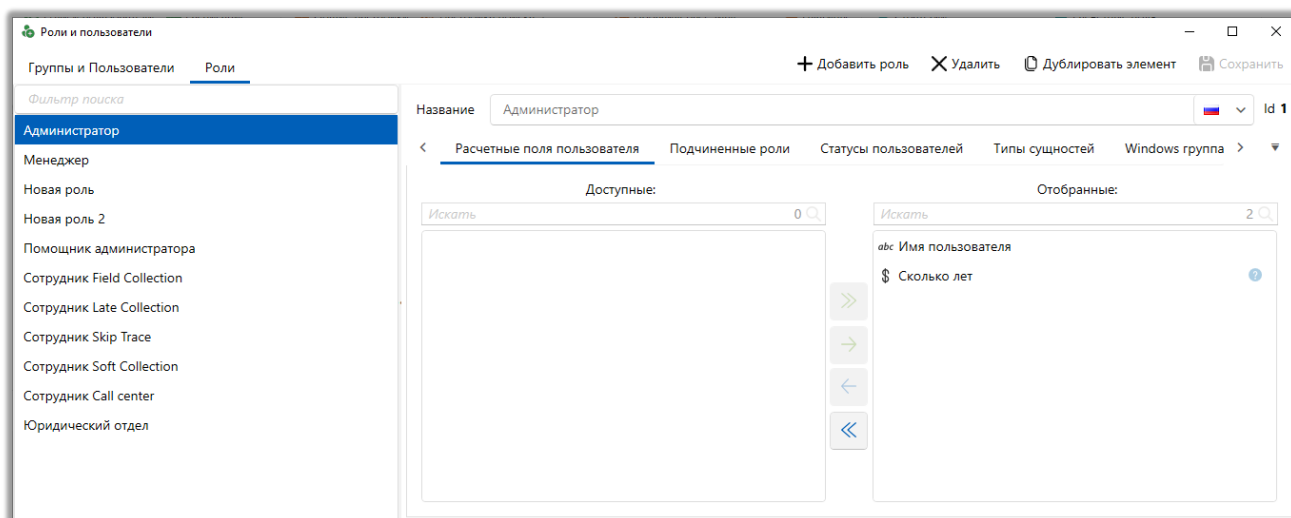 Роли и пользователи
Группы и Пользователи Роли
Добавить роль Удалить Дублировать элемент Сохранить
Фильтр поиска
Администратор
Менеджер
Новая роль
Новая роль 2
Помощник администратора
Сотрудник Field Collection
Сотрудник Late Collection
Сотрудник Skip Trace
Сотрудник Soft Collection
Сотрудник Call center
Юридический отдел
Название Администратор Id 1
Расчетные поля пользователя Подчиненные роли Статусы пользователей Типы сущностей Windows группа
Доступные:
Искать 0
Отобранные:
Искать 2
abc Имя пользователя
$ Сколько лет ?